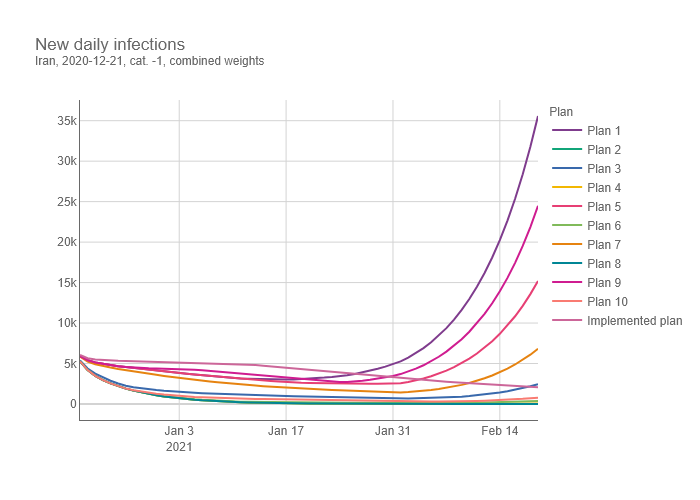 New daily infections
Iran, 2020-12-21, cat. -1, combined weights
35k
30k
25k
20k
15k
10k
5k
0
Jan 3
2021
Jan 17
Jan 31
Feb 14
Plan
Plan 1
Plan 2
Plan 3
Plan 4
Plan 5
Plan 6
Plan 7
Plan 8
Plan 9
Plan 10
Implemented plan